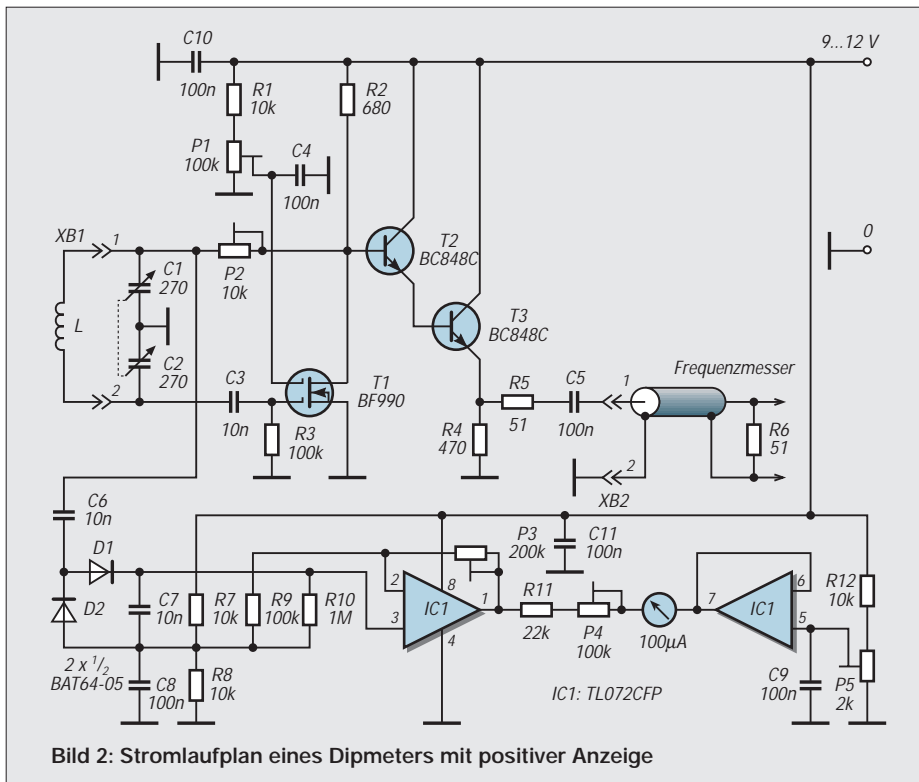 C10
100n
9...12 V
R1
10k
R2
680
P1
100k
C4
100n
XB1
1
T2
BC848C
0
C1
270
P2
10k
L
T3
BC848C
C2
270
Frequenzmesser
2
C3
10n
T1
BF990
R5
51
C5
100n
1
R3
100k
R4
470
R6
51
2
XB2
C6
10n
D1
P3
200k
C11
100n
D2
C7
10n
R7
10k
R9
100k
R10
1M
2
8
3
IC1
1
4
R11
22k
P4
100k
100µA
7
IC1
6
5
R12
10k
2 x 1/2
BAT64-05
C8
100n
R8
10k
IC1: TL072CFP
C9
100n
P5
2k
Bild 2: Stromlaufplan eines Dipmeters mit positiver Anzeige